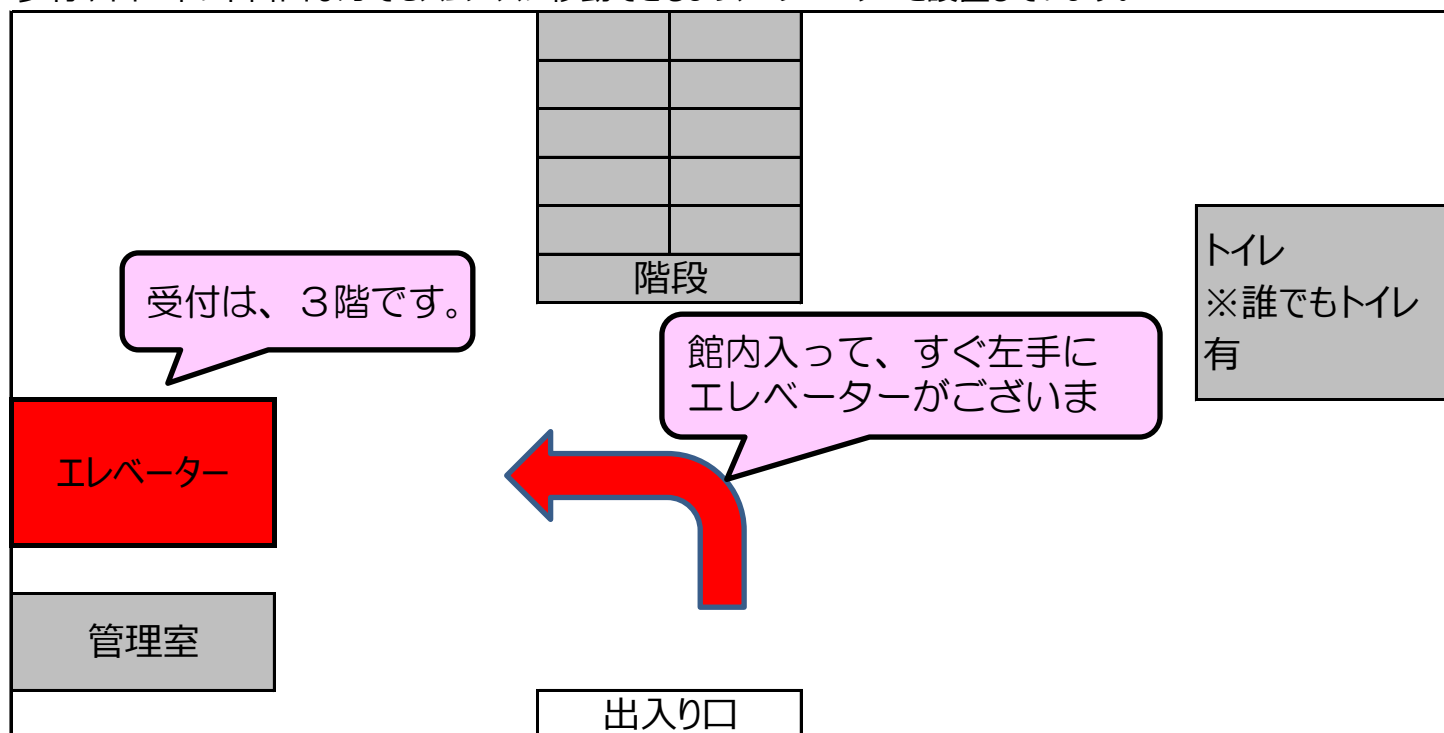 階段
受付は、３階です。
トイレ
※誰でもトイレ
有
館内入って、すぐ左手に
エレベーターがございま
エレベーター
管理室
出入り口